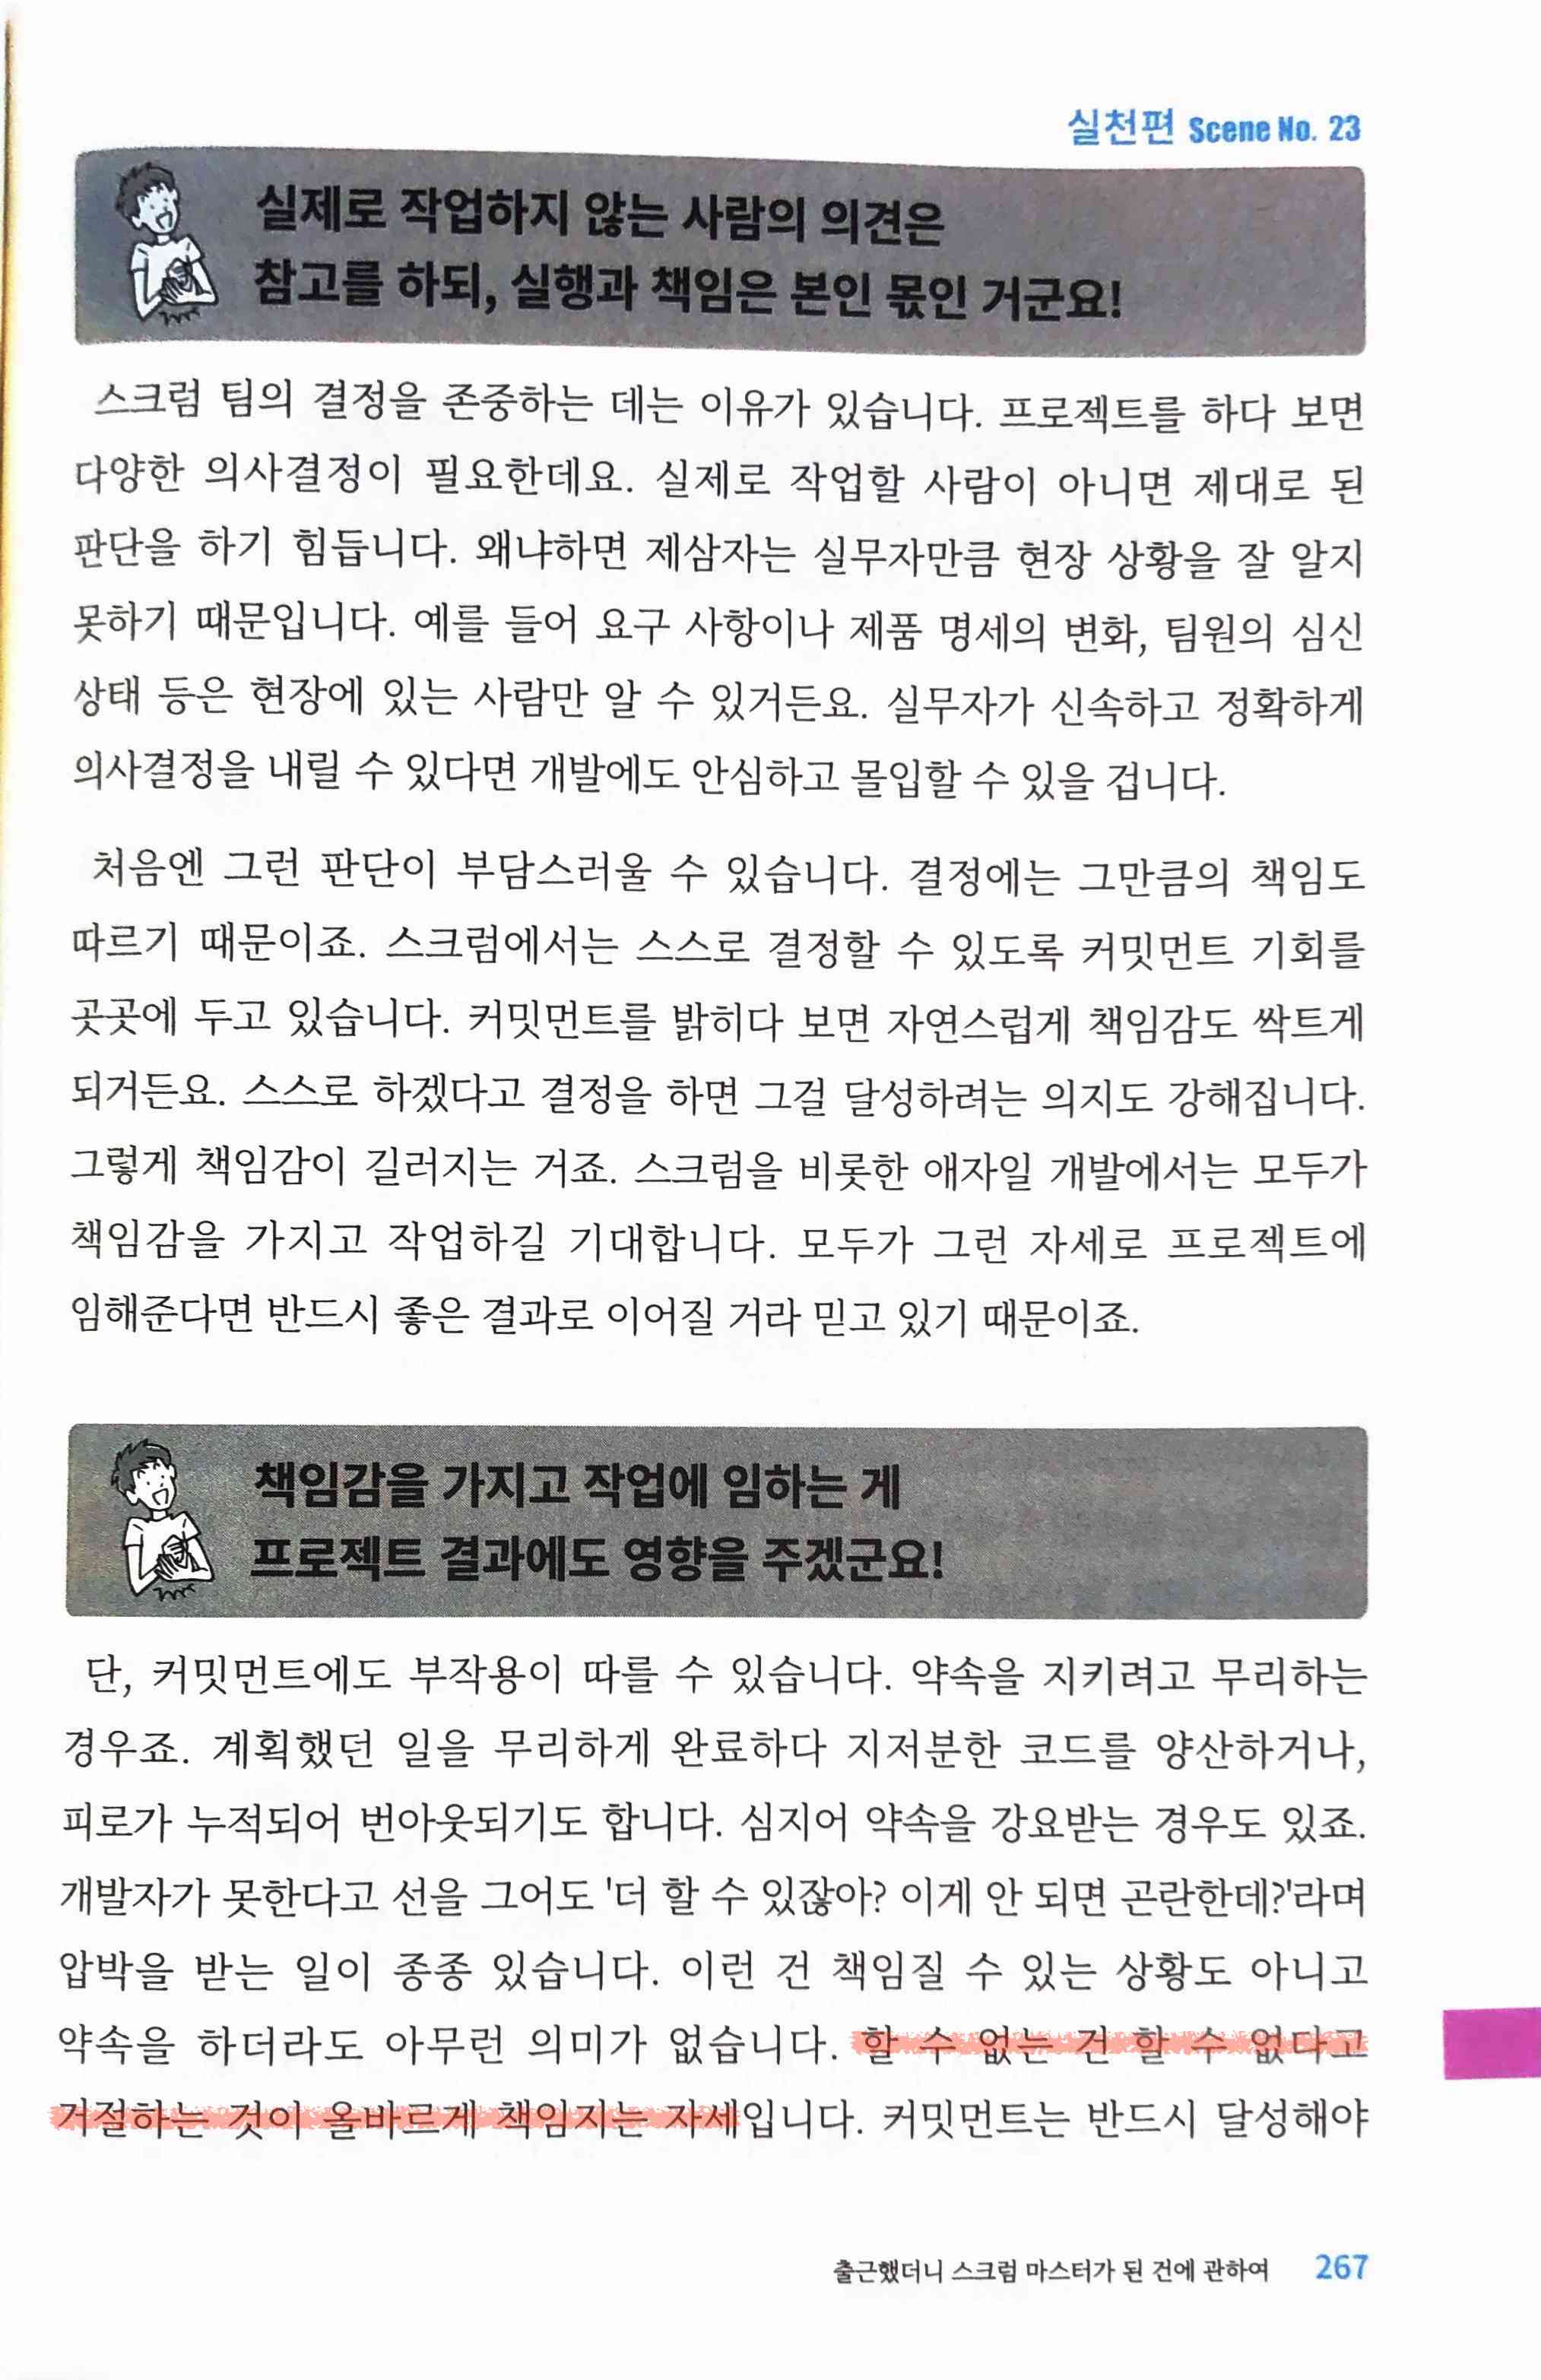 실천편 Scene No. 23
실제로 작업하지 않는 사람의 의견은
참고를 하되, 실행과 책임은 본인 몫인 거군요!
스크럼 팀의 결정을 존중하는 데는 이유가 있습니다. 프로젝트를 하다 보면
다양한 의사결정이 필요한데요. 실제로 작업할 사람이 아니면 제대로 된
판단을 하기 힘듭니다. 왜냐하면 제삼자는 실무자만큼 현장 상황을 잘 알지
못하기 때문입니다. 예를 들어 요구 사항이나 제품 명세의 변화, 팀원의 심신
상태 등은 현장에 있는 사람만 알 수 있거든요. 실무자가 신속하고 정확하게
의사결정을 내릴 수 있다면 개발에도 안심하고 몰입할 수 있을 겁니다.
처음엔 그런 판단이 부담스러울 수 있습니다. 결정에는 그만큼의 책임도
따르기 때문이죠. 스크럼에서는 스스로 결정할 수 있도록 커밋먼트 기회를
곳곳에 두고 있습니다. 커밋먼트를 밝히다 보면 자연스럽게 책임감도 싹트게
되거든요. 스스로 하겠다고 결정을 하면 그걸 달성하려는 의지도 강해집니다.
그렇게 책임감이 길러지는 거죠. 스크럼을 비롯한 애자일 개발에서는 모두가
책임감을 가지고 작업하길 기대합니다. 모두가 그런 자세로 프로젝트에
임해준다면 반드시 좋은 결과로 이어질 거라 믿고 있기 때문이죠.
책임감을 가지고 작업에 임하는 게
프로젝트 결과에도 영향을 주겠군요!
단, 커밋먼트에도 부작용이 따를 수 있습니다. 약속을 지키려고 무리하는
경우죠. 계획했던 일을 무리하게 완료하다 지저분한 코드를 양산하거나,
피로가 누적되어 번아웃되기도 합니다. 심지어 약속을 강요받는 경우도 있죠.
개발자가 못한다고 선을 그어도 '더 할 수 있잖아? 이게 안 되면 곤란한데?'라며
압박을 받는 일이 종종 있습니다. 이런 건 책임질 수 있는 상황도 아니고
약속을 하더라도 아무런 의미가 없습니다. 할 수 없는 건 할 수 없다고
거절하는 것이 올바르게 책임지는 자세입니다. 커밋먼트는 반드시 달성해야
출근했더니 스크럼 마스터가 된 건에 관하여 267